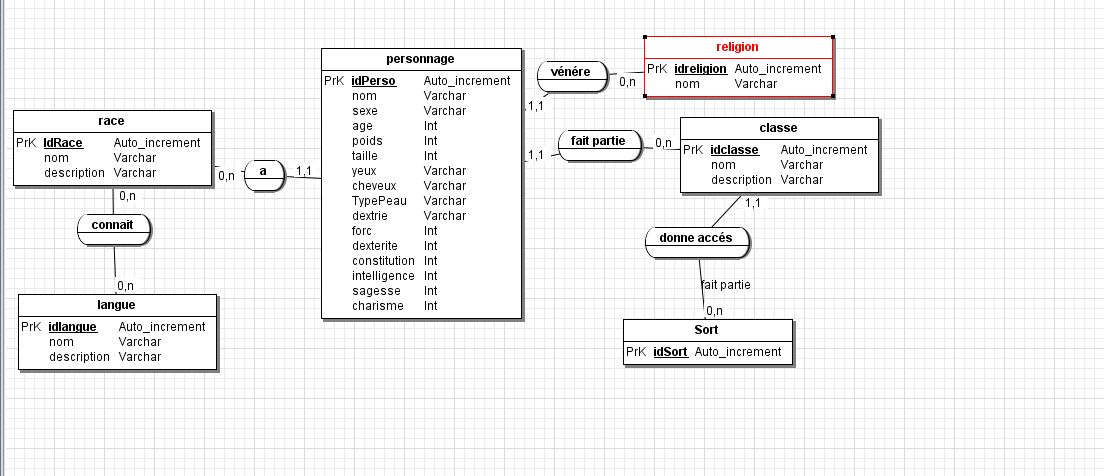 personnage
PrK idPerso Auto_increment
nom Varchar
sexe Varchar
age Int
poids Int
taille Int
yeux Varchar
cheveux Varchar
TypePeau Varchar
dextrie Varchar
forc Int
dexterite Int
constitution Int
intelligence Int
sagesse Int
charisme Int
vénére
1,1
0,n
religion
PrK idreligion Auto_increment
nom Varchar
fait partie
1,1
0,n
classe
PrK idclasse Auto_increment
nom Varchar
description Varchar
race
PrK IdRace Auto_increment
nom Varchar
description Varchar
0,n
a
1,1
0,n
connait
0,n
langue
PrK idlangue Auto_increment
nom Varchar
description Varchar
1,1
donne accés
fait partie
0,n
Sort
PrK idSort Auto_increment